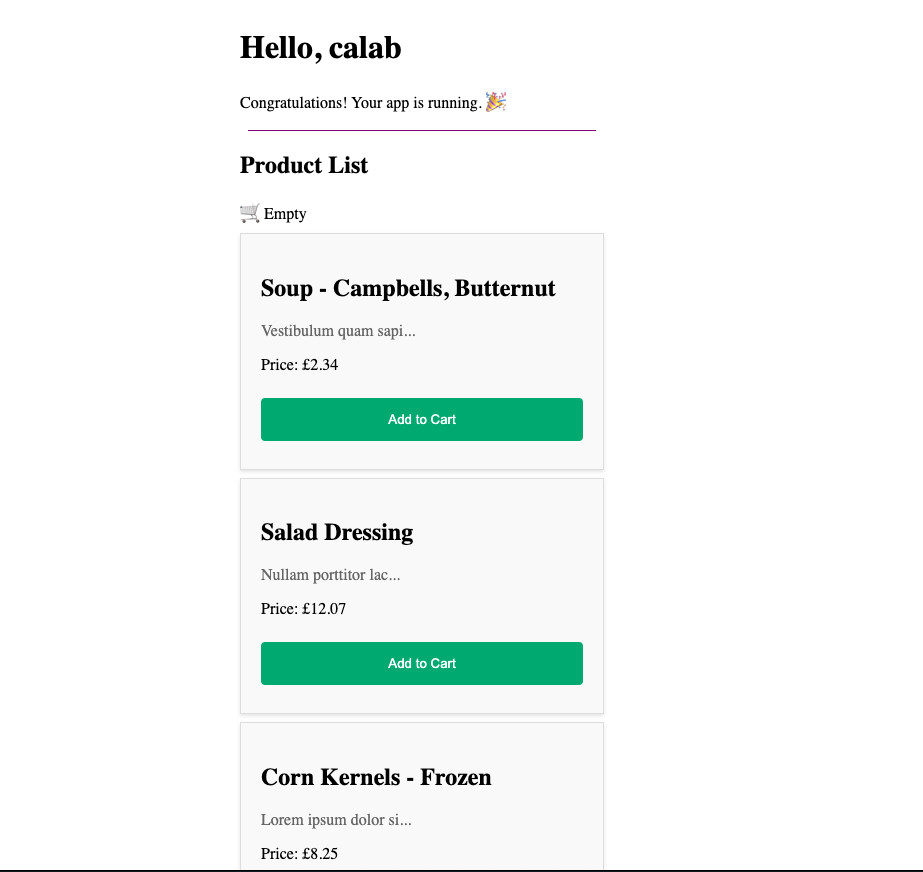 Hello, calab
Congratulations! Your app is running. 🎉
Product List
🛒 Empty
Soup - Campbells, Butternut
Vestibulum quam sapi...
Price: £2.34
Add to Cart
Salad Dressing
Nullam porttitor lac...
Price: £12.07
Add to Cart
Corn Kernels - Frozen
Lorem ipsum dolor si...
Price: £8.25